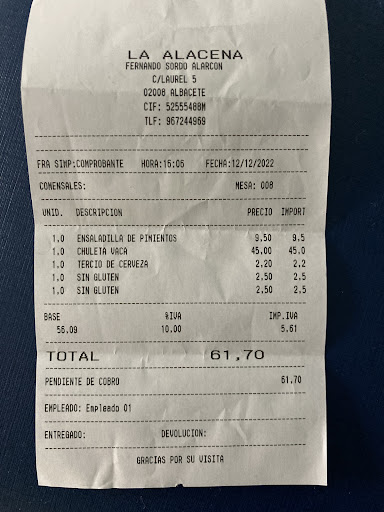 LA ALACENA
FERNANDO SORDO ALARCON
C/LAUREL 5
02008 ALBACETE
CIF: 52555488M
TLF: 967244969
FRA SIMP:COMPROBANTE HORA:16:06 FECHA:12/12/2022
COMENSALES: MESA: 008
UNID. DESCRIPCION PRECIO IMPORT
1.0 ENSALADILLA DE PIMIENTOS 9.50 9.5
1.0 CHULETA VACA 45.00 45.0
1.0 TERCIO DE CERVEZA 2.20 2.2
1.0 SIN GLUTEN 2.50 2.5
1.0 SIN GLUTEN 2.50 2.5
BASE %IVA IMP.IVA
56.09 10.00 5.61
TOTAL 61,70
PENDIENTE DE COBRO 61.70
EMPLEADO: Empleado 01
ENTREGADO: DEVOLUCION:
GRACIAS POR SU VISITA